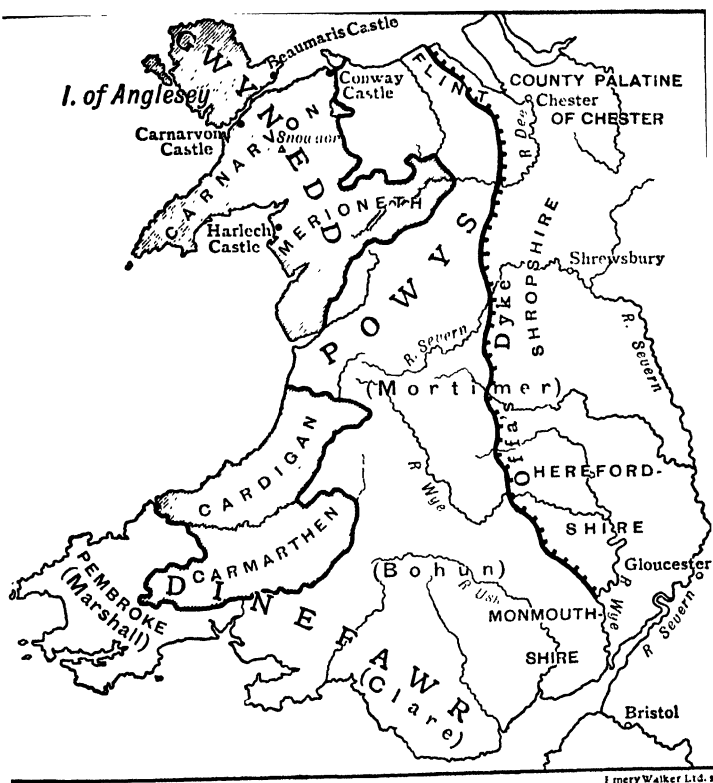 GWYNEDD
Beaumaris Castle
I. of Anglesey
Conway
Castle
FLINT
COUNTY PALATINE
OF CHESTER
Chester
R Dee
Carnarvon
Castle
CARNARVON
MERIONETH
Harlech
Castle
POWYS
SHROPSHIRE
Shrewsbury
Offa's Dyke
R. Severn
R. Severn
(Mortimer)
CARDIGAN
R Wye
HEREFORD-
SHIRE
CARMARTHEN
PEMBROKE
(Marshall)
DINEFAWR
(Bohun)
R Usk
Gloucester
R Wye
R Severn
MONMOUTH-
SHIRE
(Clare)
Bristol
Emery Walker Ltd.